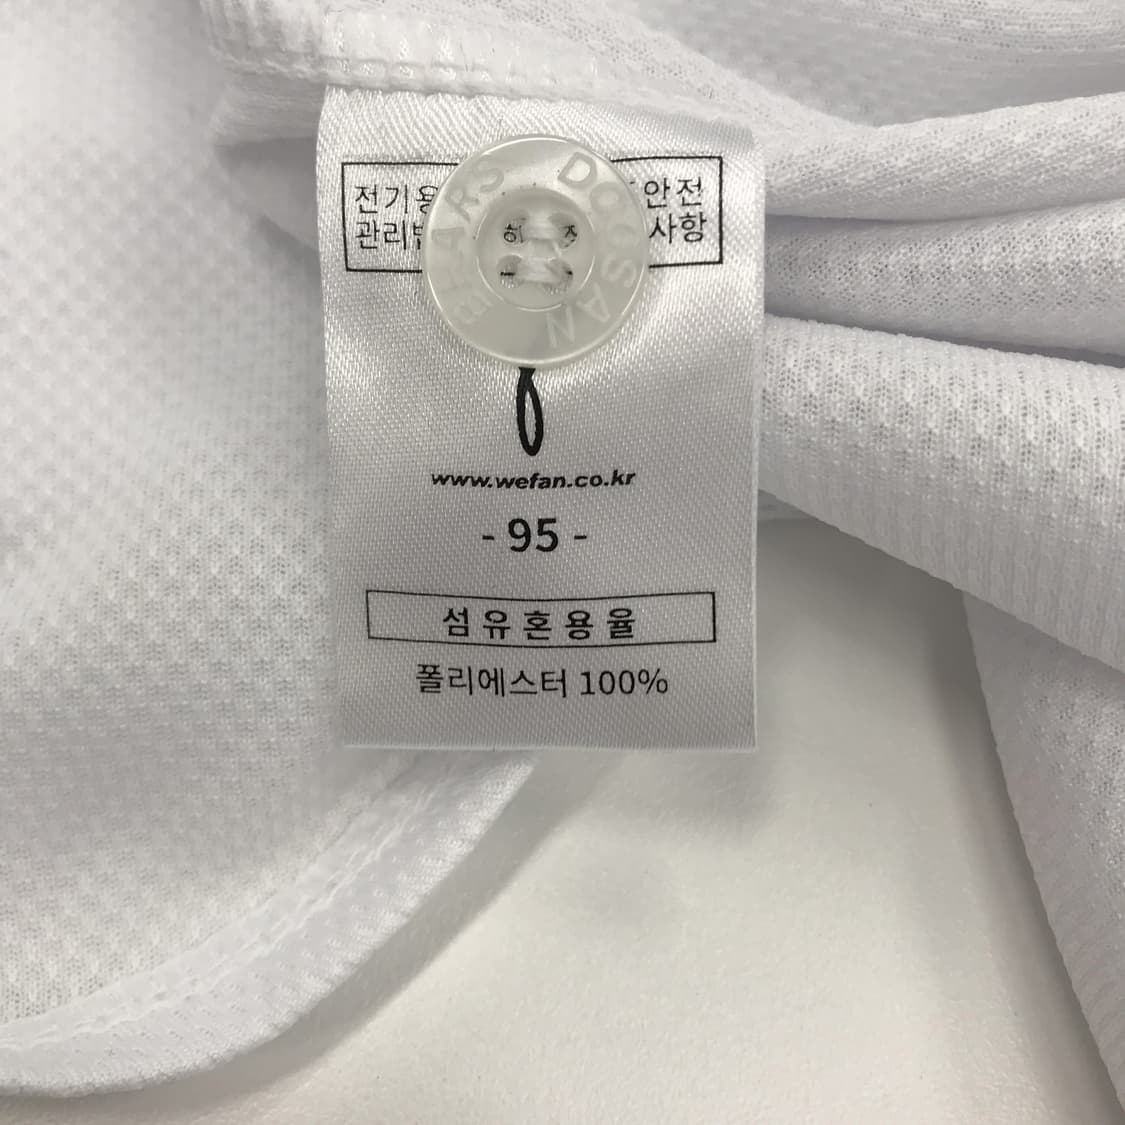 DOOSAN BEARS
전기용 안전
관리 사항
www.wefan.co.kr
- 95 -
섬유혼용율
폴리에스터 100%